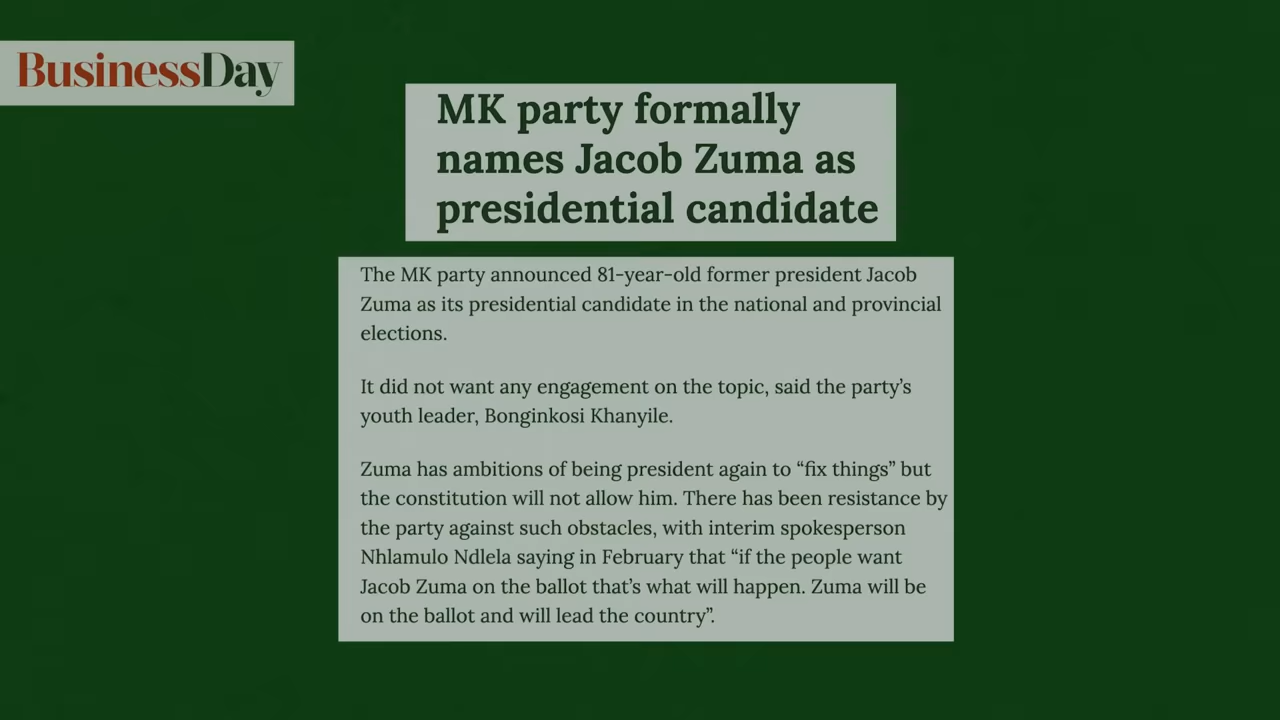 BusinessDay
MK party formally
names Jacob Zuma as
presidential candidate
The MK party announced 81-year-old former president Jacob
Zuma as its presidential candidate in the national and provincial
elections.
It did not want any engagement on the topic, said the party’s
youth leader, Bonginkosi Khanyile.
Zuma has ambitions of being president again to “fix things” but
the constitution will not allow him. There has been resistance by
the party against such obstacles, with interim spokesperson
Nhlamulo Ndlela saying in February that “if the people want
Jacob Zuma on the ballot that’s what will happen. Zuma will be
on the ballot and will lead the country”.